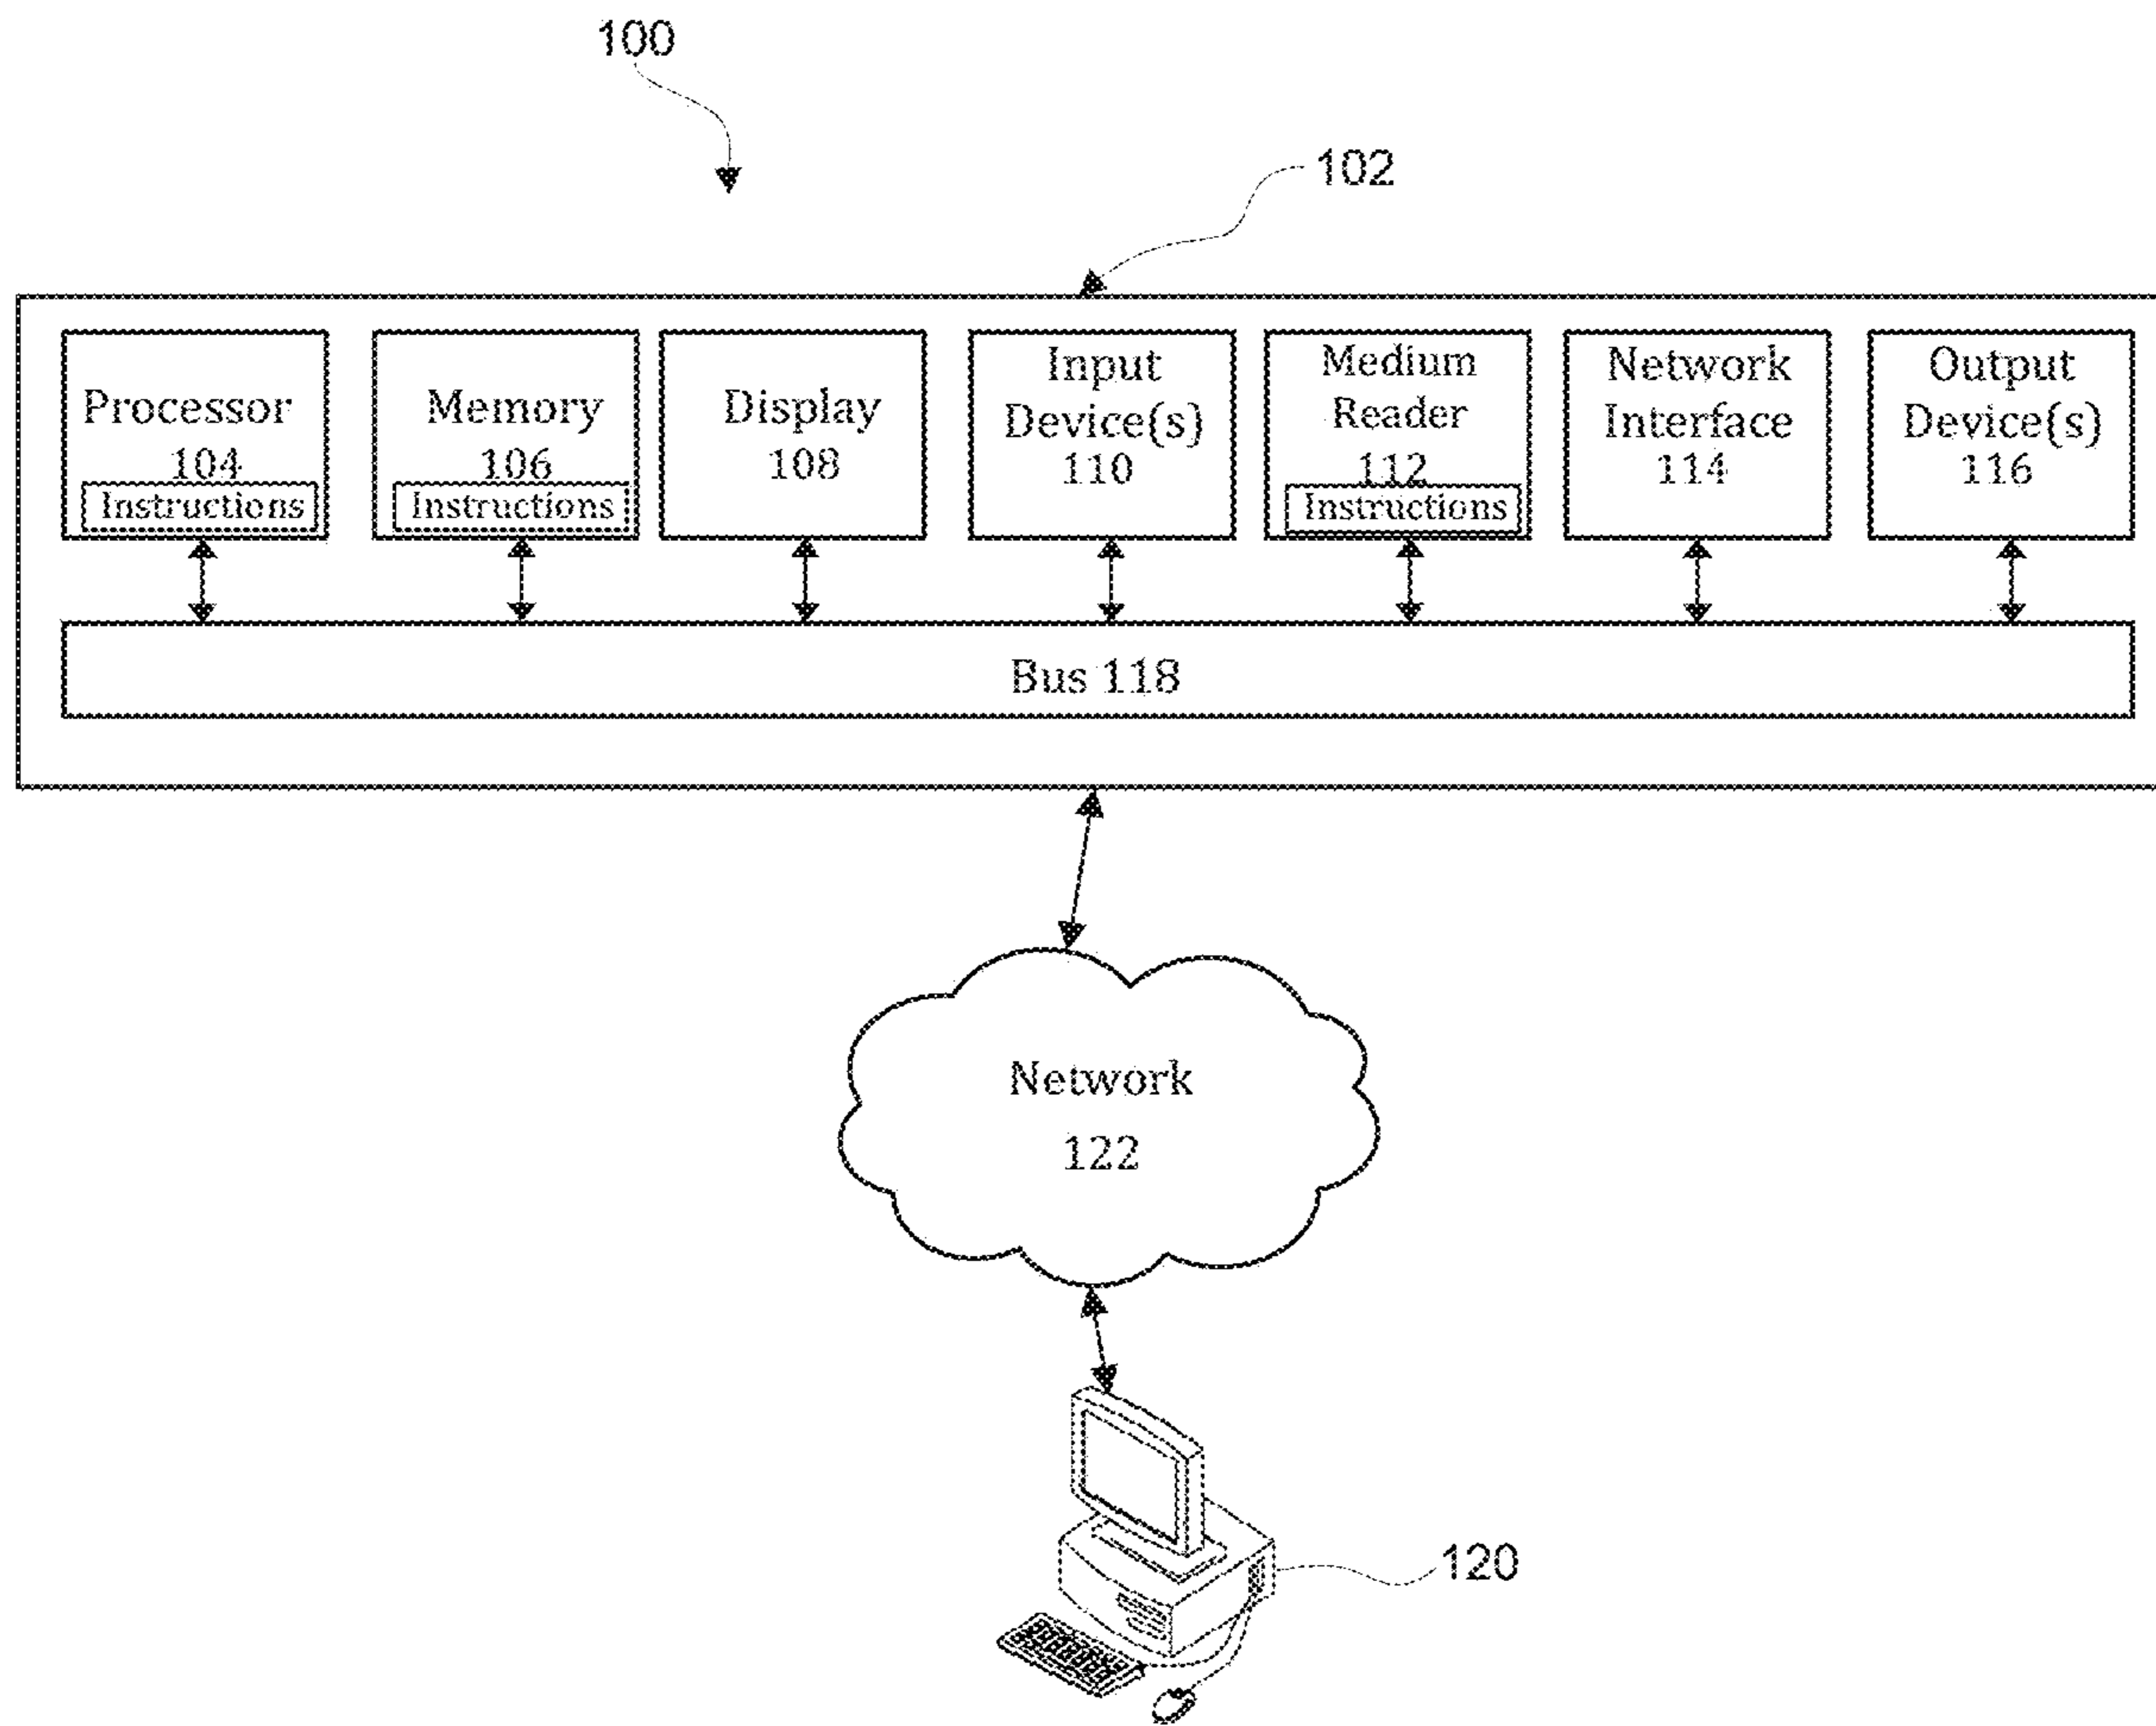 100
102
Processor
104
Instructions
Memory
106
Instructions
Display
108
Input
Device(s)
110
Medium
Reader
112
Instructions
Network
Interface
114
Output
Device(s)
116
Bus 118
Network
122
120